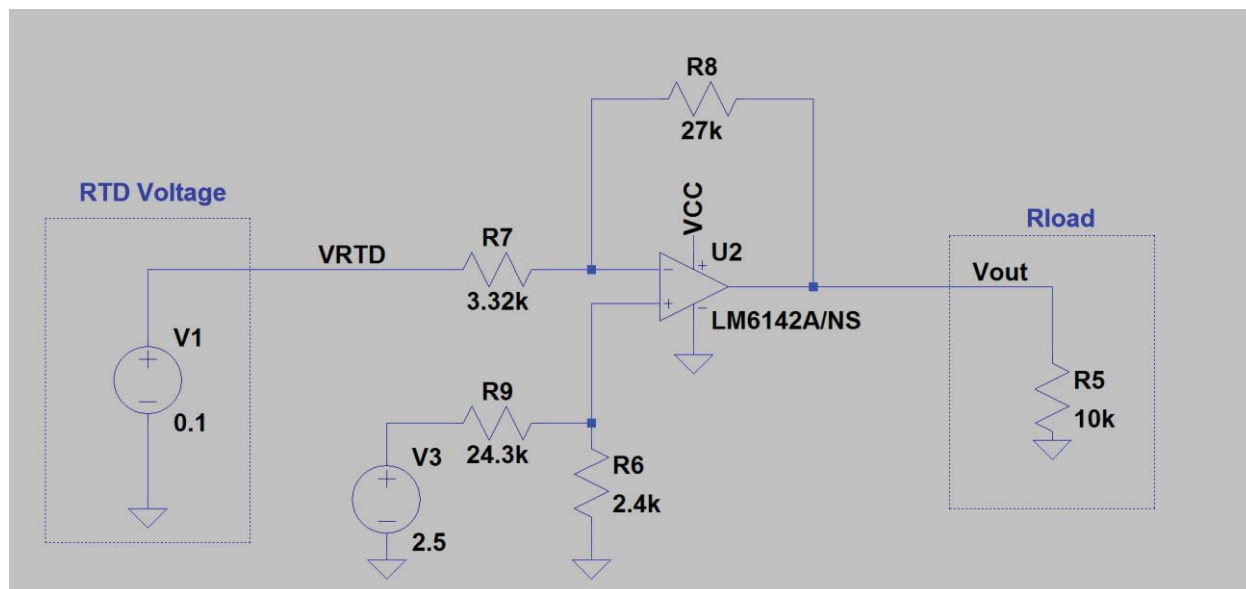 R8
27k
RTD Voltage
VCC
Rload
R7
U2
VRTD
Vout
3.32k
LM6142A/NS
V1
R9
R5
0.1
10k
24.3k
V3
R6
2.4k
2.5